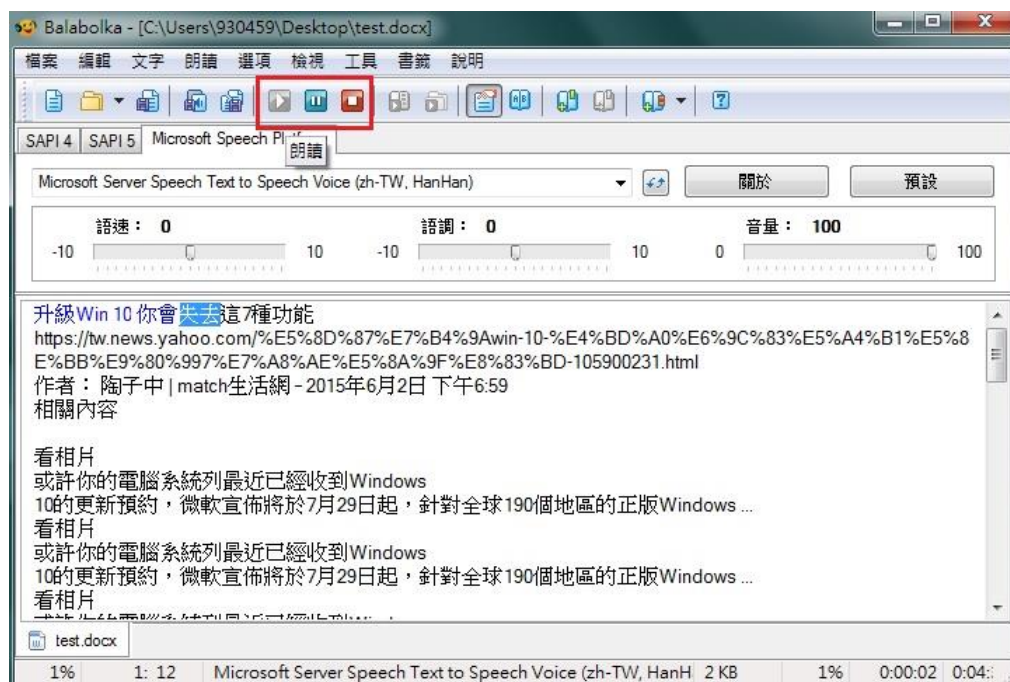 Balabolka - [C:\Users\930459\Desktop\test.docx]
檔案 編輯 文字 朗讀 選項 檢視 工具 書籤 說明
SAPI 4 SAPI 5 Microsoft Speech
朗讀
Microsoft Server Speech Text to Speech Voice (zh-TW, HanHan) 關於 預設
語速： 0 語調： 0 音量： 100
-10 10 -10 10 0 100
升級Win 10 你會失去這7種功能
https://tw.news.yahoo.com/%E5%8D%87%E7%B4%9Awin-10-%E4%BD%A0%E6%9C%83%E5%A4%B1%E5%8
E%BB%E9%80%997%E7%A8%AE%E5%8A%9F%E8%83%BD-105900231.html
作者： 陶子中 | match生活網 – 2015年6月2日 下午6:59
相關內容
看相片
或許你的電腦系統列最近已經收到Windows
10的更新預約，微軟宣佈將於7月29日起，針對全球190個地區的正版Windows ...
看相片
或許你的電腦系統列最近已經收到Windows
10的更新預約，微軟宣佈將於7月29日起，針對全球190個地區的正版Windows ...
看相片
test.docx
1% 1: 12 Microsoft Server Speech Text to Speech Voice (zh-TW, HanH 2 KB 1% 0:00:02 0:04: